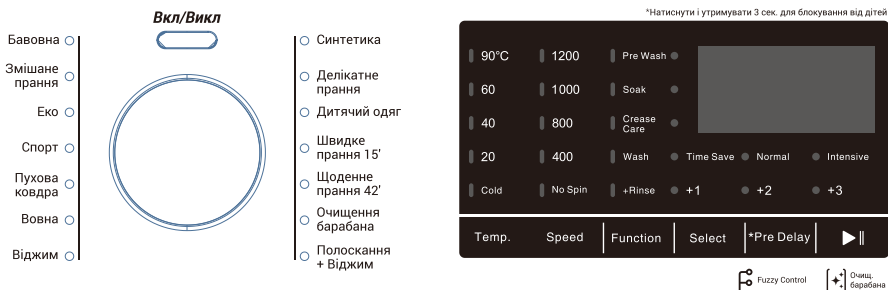 *Натиснути і утримувати 3 сек. для блокування від дітей
Вкл/Викл
Бавовна
Змішане
прання
Еко
Спорт
Пухова
ковдра
Вовна
Віджим
Синтетика
Делікатне
прання
Дитячий одяг
Швидке
прання 15'
Щоденне
прання 42'
Очищення
барабана
Полоскання
+ Віджим
90°C 1200 Pre Wash
60 1000 Soak
40 800 Crease
Care
20 400 Wash Time Save Normal Intensive
Cold No Spin +Rinse +1 +2 +3
Temp. Speed Function Select *Pre Delay
Fuzzy Control
Очищ.
барабана